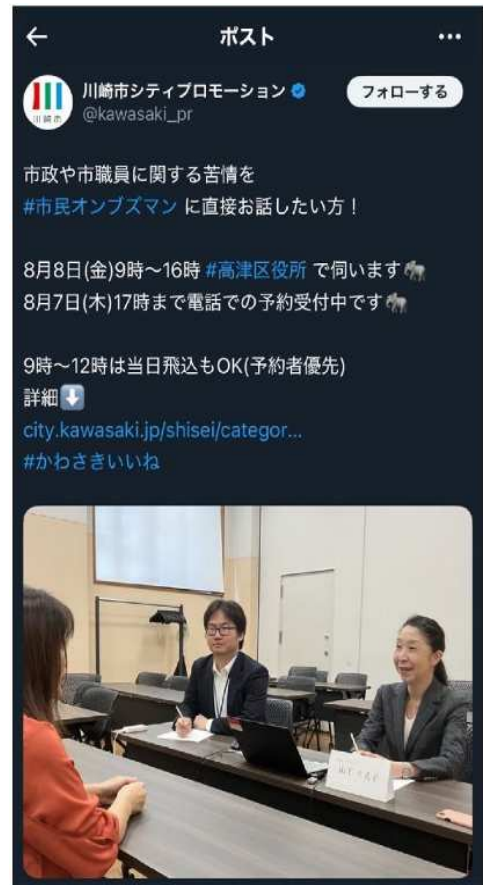 ポスト
川崎市シティプロモーション
フォローする
川崎市
@kawasaki_pr
市政や市職員に関する苦情を
#市民オンブズマン に直接お話したい方！
8月8日(金)9時～16時 #高津区役所 で伺います🐘
8月7日(木)17時まで電話での予約受付中です🐘
9時～12時は当日飛込もOK(予約者優先)
詳細⬇️
city.kawasaki.jp/shisei/categor...
#かわさきいいね